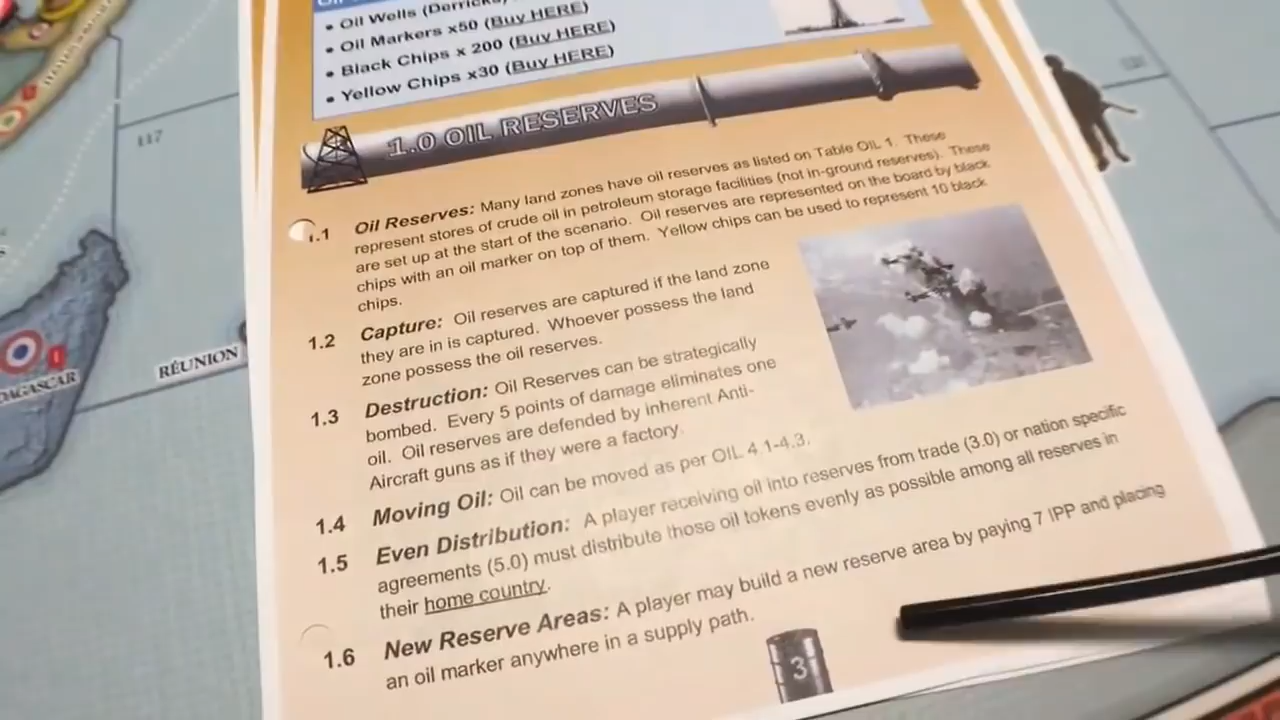 • Oil Wells (Derricks)
• Oil Markers x50 (Buy HERE)
• Black Chips x 200 (Buy HERE)
• Yellow Chips x30 (Buy HERE)
1.0 OIL RESERVES
1.1 Oil Reserves: Many land zones have oil reserves as listed on Table OIL 1. These
represent stores of crude oil in petroleum storage facilities (not in-ground reserves). These
are set up at the start of the scenario. Oil reserves are represented on the board by black
chips with an oil marker on top of them. Yellow chips can be used to represent 10 black
chips.
1.2 Capture: Oil reserves are captured if the land zone
they are in is captured. Whoever possess the land
zone possess the oil reserves.
1.3 Destruction: Oil Reserves can be strategically
bombed. Every 5 points of damage eliminates one
oil. Oil reserves are defended by inherent Anti-
Aircraft guns as if they were a factory.
1.4 Moving Oil: Oil can be moved as per OIL 4.1-4.3.
1.5 Even Distribution: A player receiving oil into reserves from trade (3.0) or nation specific
agreements (5.0) must distribute those oil tokens evenly as possible among all reserves in
their home country.
1.6 New Reserve Areas: A player may build a new reserve area by paying 7 IPP and placing
an oil marker anywhere in a supply path.
3
117
RÉUNION
DAGASCAR